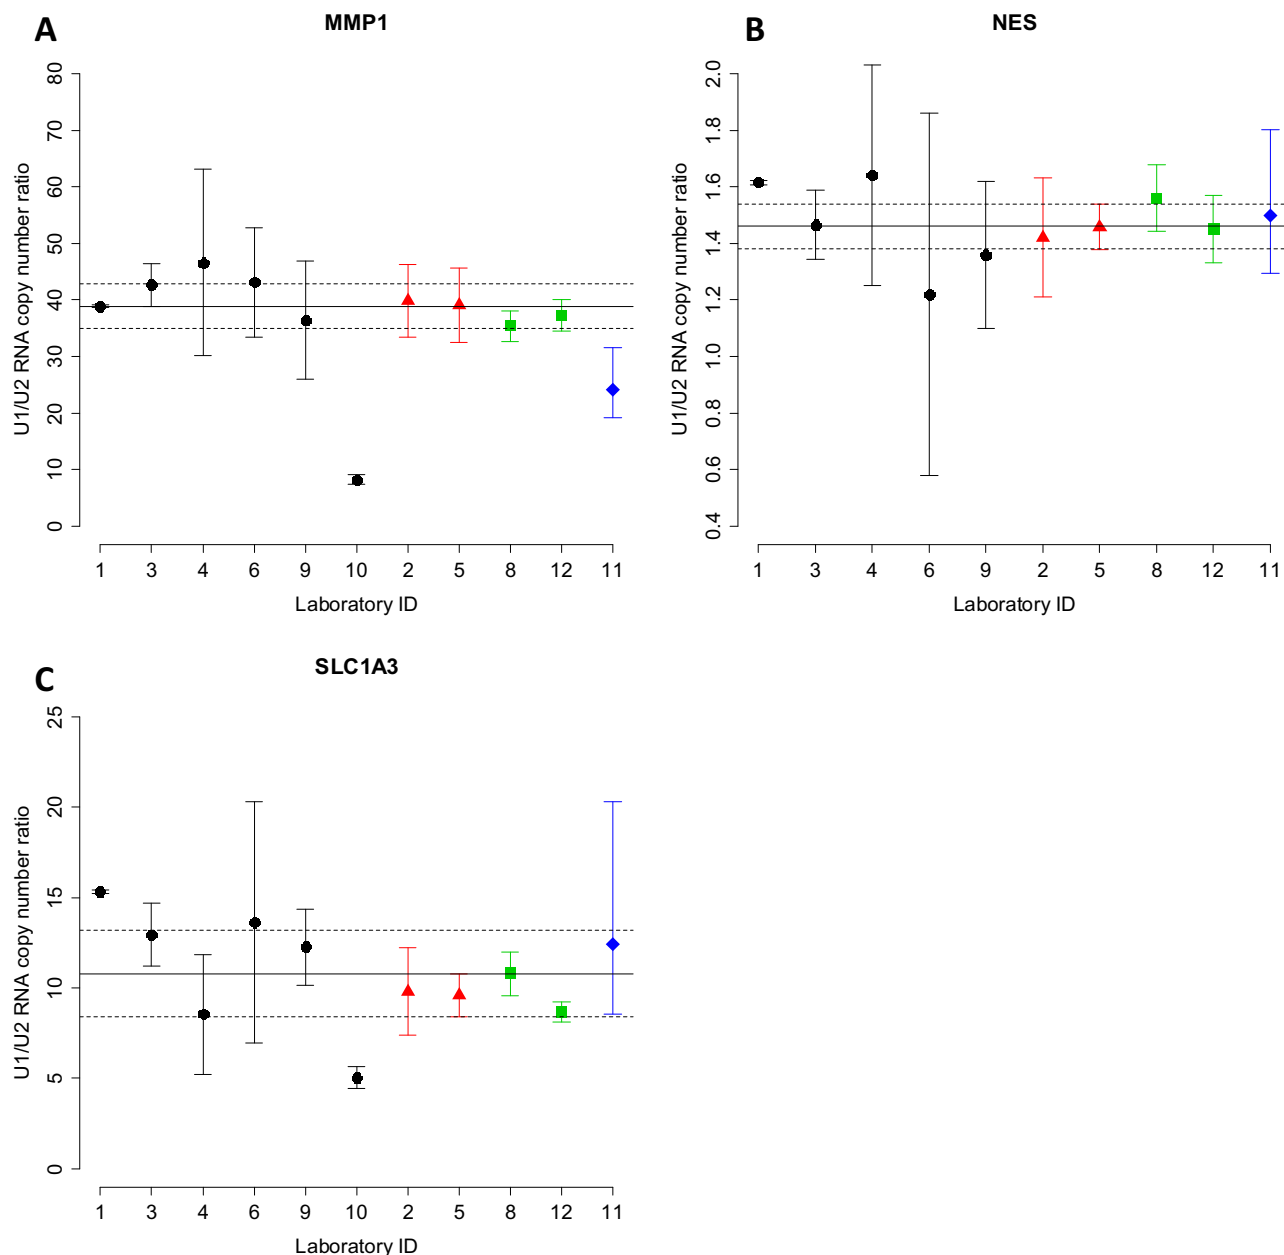 A
MMP1
U1/U2 RNA copy number ratio
80
70
60
50
40
30
20
10
0
1 3 4 6 9 10 2 5 8 12 11
Laboratory ID
B
NES
U1/U2 RNA copy number ratio
2.0
1.8
1.6
1.4
1.2
1.0
0.8
0.6
0.4
1 3 4 6 9 2 5 8 12 11
Laboratory ID
C
SLC1A3
U1/U2 RNA copy number ratio
25
20
15
10
5
0
1 3 4 6 9 10 2 5 8 12 11
Laboratory ID